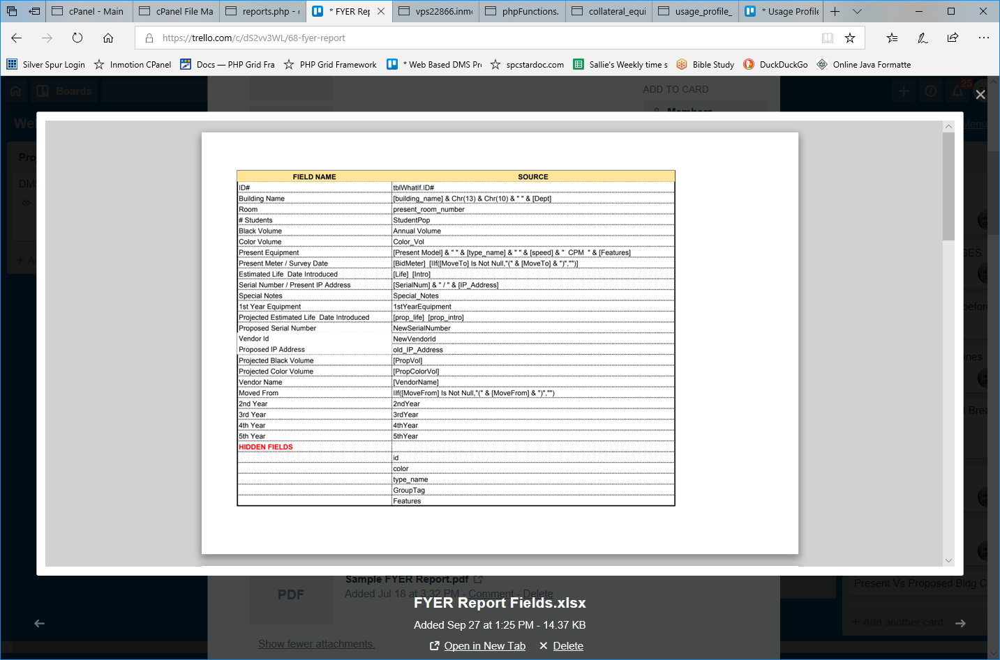 cPanel - Main
cPanel File Ma
reports.php - c
* FYER Rep
vps22866.inmo
phpFunctions.
collateral_equi
usage_profile_
* Usage Profile
https://trello.com/c/dS2vv3WL/68-fyer-report
Silver Spur Login
Inmotion CPanel
Docs — PHP Grid Fra
PHP Grid Framework
* Web Based DMS Pr
spcstardoc.com
Sallie's Weekly time s
Bible Study
DuckDuckGo
Online Java Formatte
Boards
ADD TO CARD
25
Members
Menu
FIELD NAME SOURCE
ID# tblWhatIf.ID#
Building Name [building_name] & Chr(13) & Chr(10) & " " & [Dept]
Room present_room_number
# Students StudentPop
Black Volume Annual Volume
Color Volume Color_Vol
Present Equipment [Present Model] & " " & [type_name] & " " & [speed] & "  CPM  " & [Features]
Present Meter / Survey Date [BidMeter]  [IIf([MoveTo] Is Not Null,"(" & [MoveTo] & ")","")]
Estimated Life  Date Introduced [Life]  [Intro]
Serial Number / Present IP Address [SerialNum] & " / " & [IP_Address]
Special Notes Special_Notes
1st Year Equipment 1stYearEquipment
Projected Estimated Life  Date Introduced [prop_life]  [prop_intro]
Proposed Serial Number NewSerialNumber
Vendor Id NewVendorId
Proposed IP Address old_IP_Address
Projected Black Volume [PropVol]
Projected Color Volume [PropColorVol]
Vendor Name [VendorName]
Moved From IIf([MoveFrom] Is Not Null,"(" & [MoveFrom] & ")","")
2nd Year 2ndYear
3rd Year 3rdYear
4th Year 4thYear
5th Year 5thYear
HIDDEN FIELDS
id
color
type_name
GroupTag
Features
Sample FYER Report.pdf
PDF
Added Jul 18 at 3:32 PM - Comment - Delete
Present Vs Proposed Bldg C
FYER Report Fields.xlsx
Added Sep 27 at 1:25 PM - 14.37 KB
+ Add another card
Show fewer attachments.
Open in New Tab
Delete